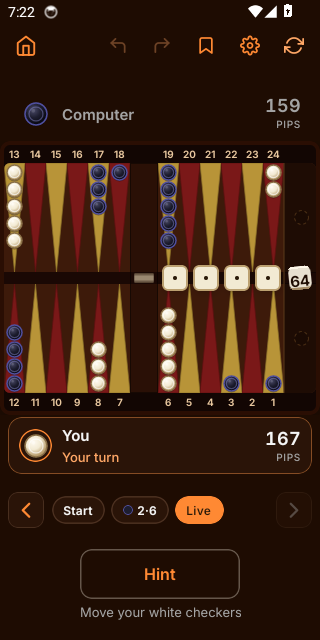 7:22
Computer
159
PIPS
13 14 15 16 17 18 19 20 21 22 23 24
64
12 11 10 9 8 7 6 5 4 3 2 1
You
Your turn
167
PIPS
Start 2·6 Live
Hint
Move your white checkers